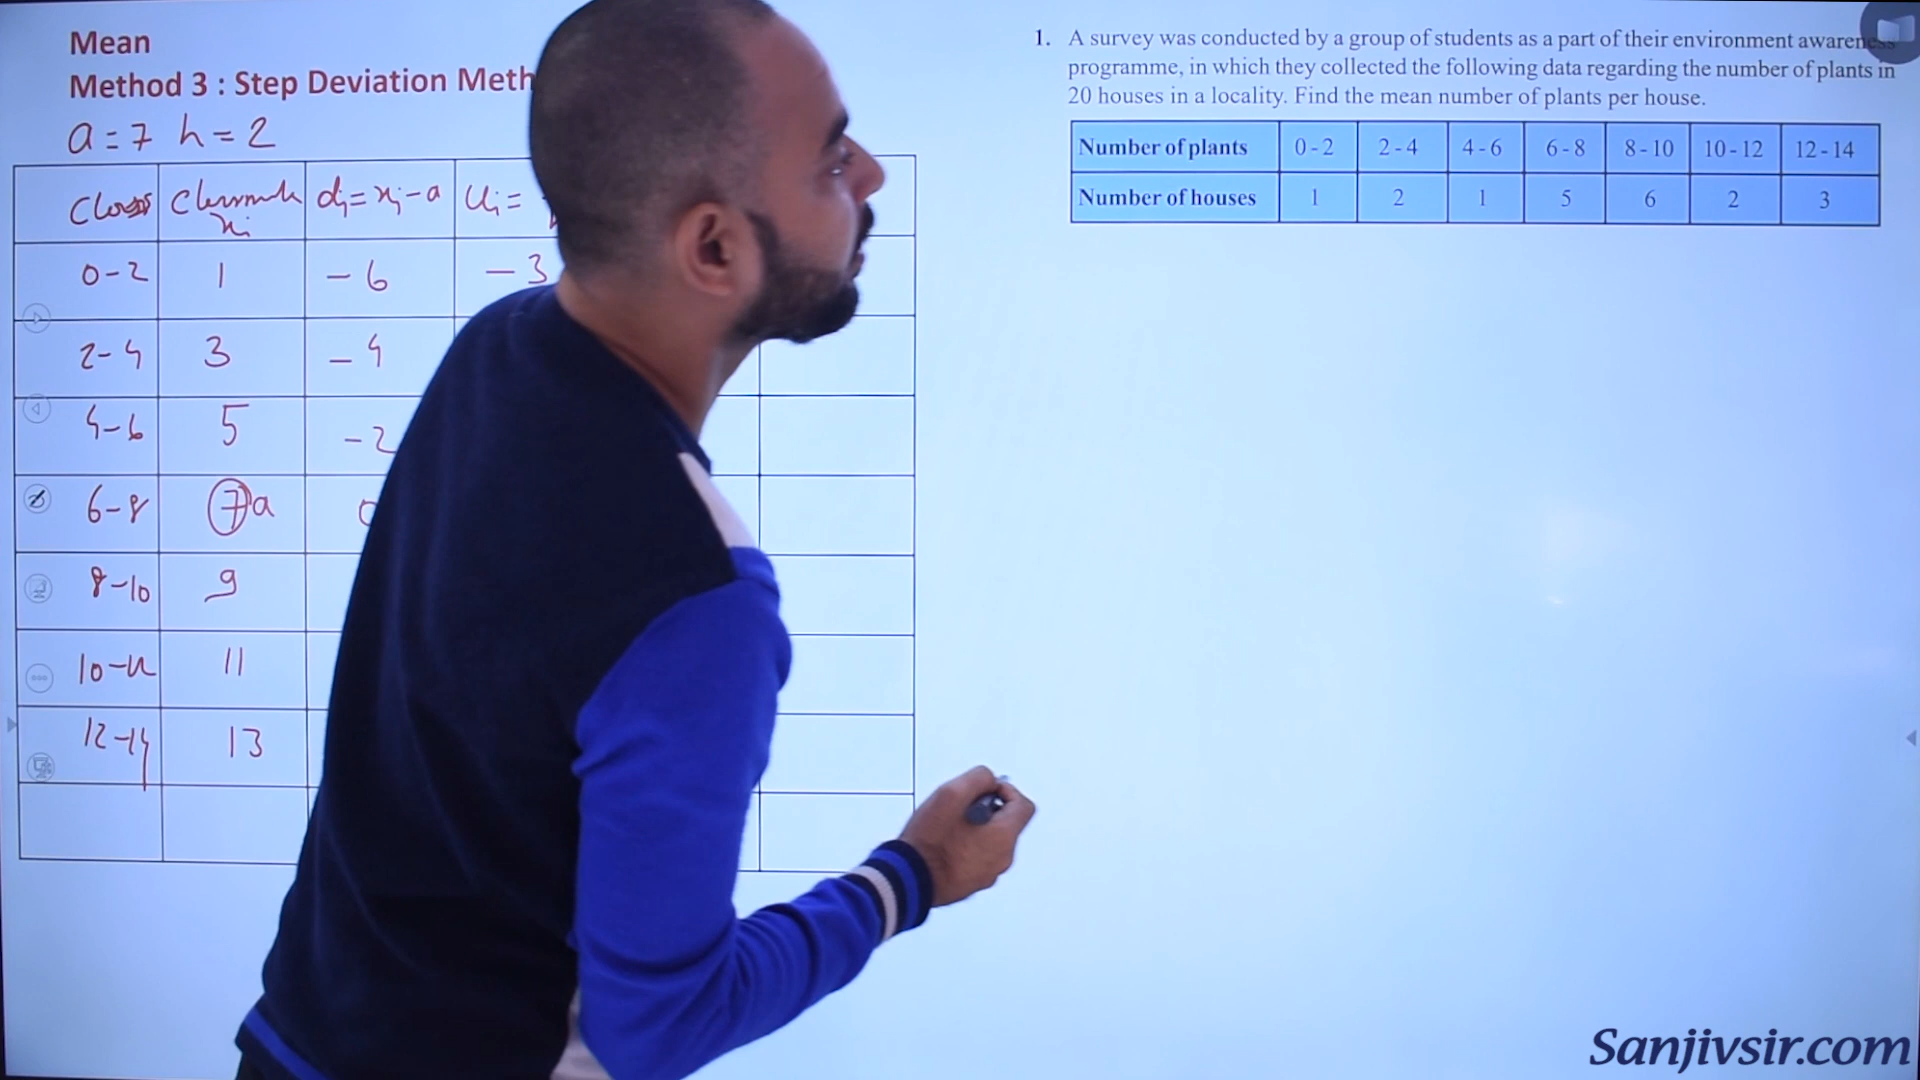 Mean
Method 3 : Step Deviation Meth
a = 7 h = 2
Class Classmark xi di = xi - a ui =
0-2 1 -6 -3
2-4 3 -4
4-6 5 -2
6-8 7 a 0
8-10 9
10-12 11
12-14 13
1. A survey was conducted by a group of students as a part of their environment awareness
programme, in which they collected the following data regarding the number of plants in
20 houses in a locality. Find the mean number of plants per house.
Number of plants 0-2 2-4 4-6 6-8 8-10 10-12 12-14
Number of houses 1 2 1 5 6 2 3
Sanjivsir.com